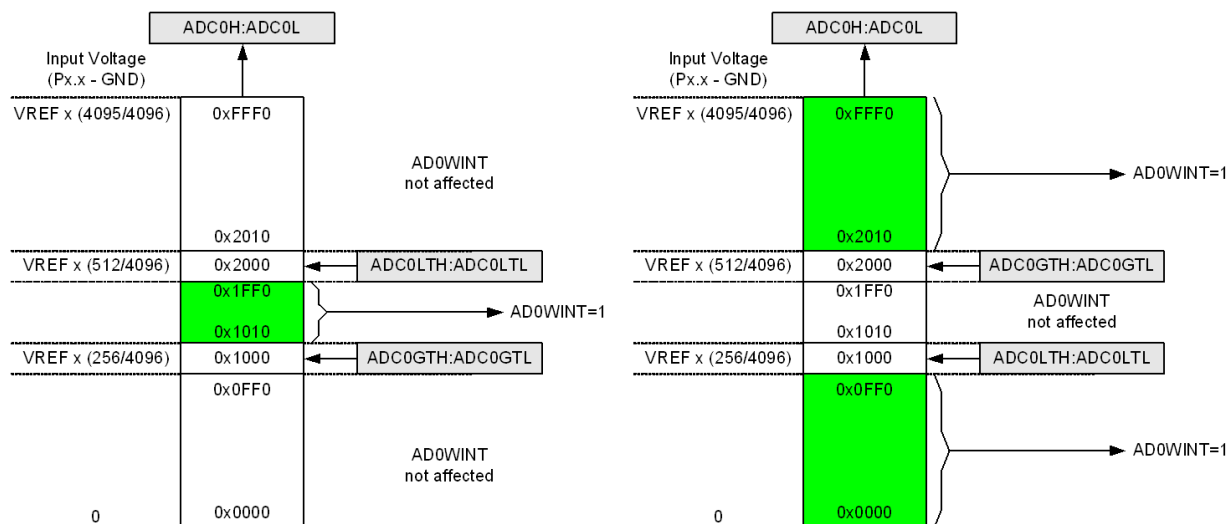 ADC0H:ADC0L
Input Voltage
(Px.x - GND)
VREF x (4095/4096)
0xFFF0
AD0WINT
not affected
0x2010
VREF x (512/4096)
0x2000
ADC0LTH:ADC0LTL
0x1FF0
AD0WINT=1
0x1010
VREF x (256/4096)
0x1000
ADC0GTH:ADC0GTL
0x0FF0
AD0WINT
not affected
0
0x0000
ADC0H:ADC0L
Input Voltage
(Px.x - GND)
VREF x (4095/4096)
0xFFF0
AD0WINT=1
0x2010
VREF x (512/4096)
0x2000
ADC0GTH:ADC0GTL
0x1FF0
AD0WINT
not affected
0x1010
VREF x (256/4096)
0x1000
ADC0LTH:ADC0LTL
0x0FF0
AD0WINT=1
0
0x0000